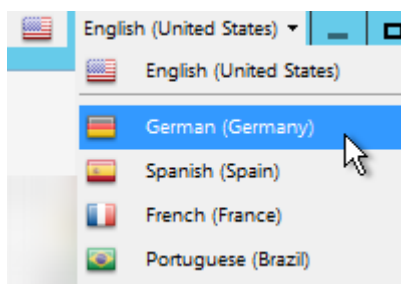 English (United States)
English (United States)
German (Germany)
Spanish (Spain)
French (France)
Portuguese (Brazil)